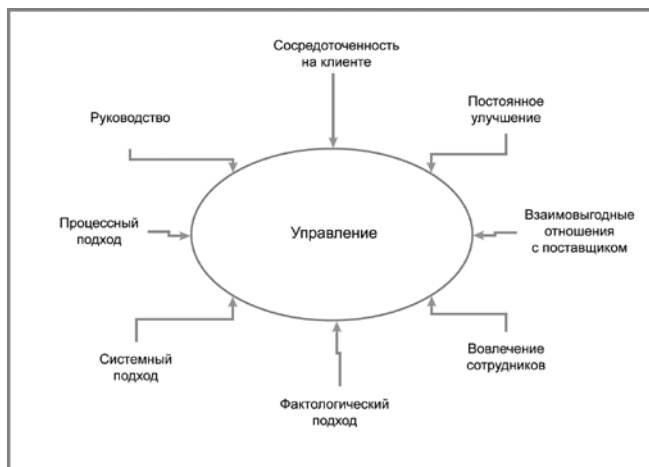 Сосредоточенность
на клиенте
Постоянное
улучшение
Руководство
Процессный
подход
Управление
Взаимовыгодные
отношения
с поставщиком
Системный
подход
Вовлечение
сотрудников
Фактологический
подход